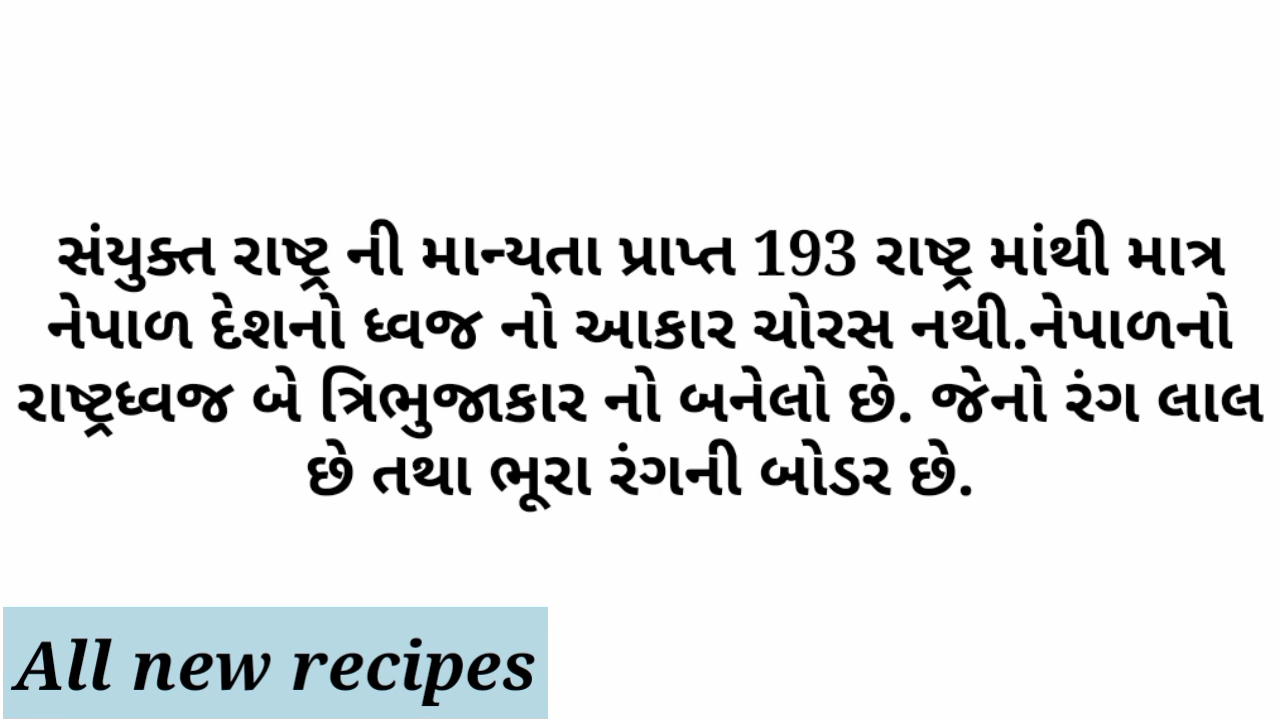 સંયુક્ત રાષ્ટ્ર ની માન્યતા પ્રાપ્ત 193 રાષ્ટ્ર માંથી માત્ર
નેપાળ દેશનો ધ્વજ નો આકાર ચોરસ નથી.નેપાળનો
રાષ્ટ્રધ્વજ બે ત્રિભુજાકાર નો બનેલો છે. જેનો રંગ લાલ
છે તથા ભૂરા રંગની બોડર છે.
All new recipes